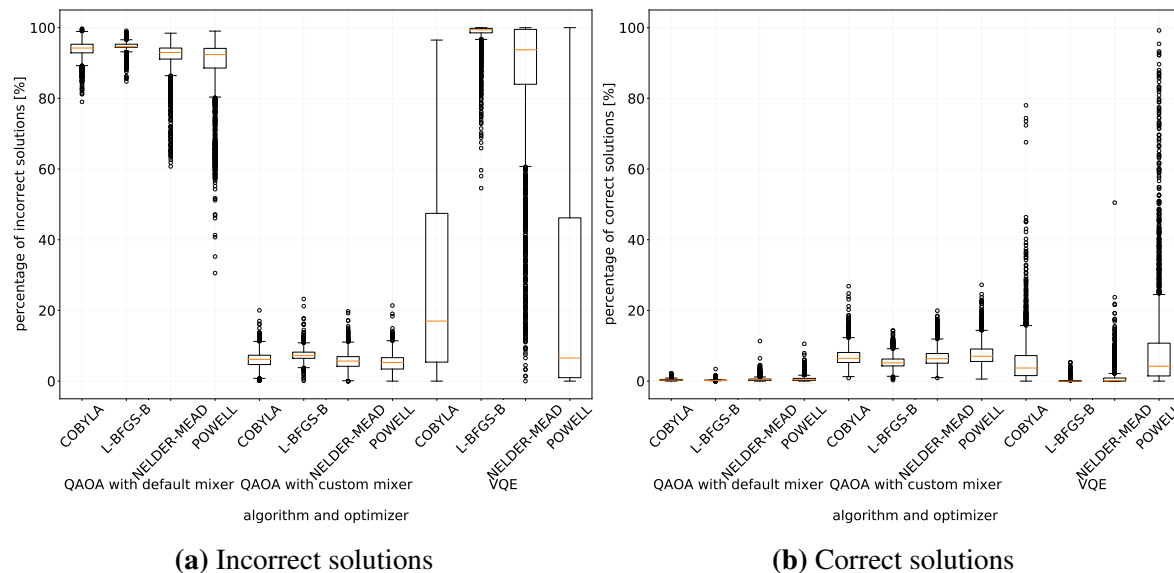 percentage of incorrect solutions [%]
100
80
60
40
20
0
COBYLA
L-BFGS-B
NELDER-MEAD
POWELL
COBYLA
L-BFGS-B
NELDER-MEAD
POWELL
COBYLA
L-BFGS-B
NELDER-MEAD
POWELL
QAOA with default mixer QAOA with custom mixer VQE
algorithm and optimizer
(a) Incorrect solutions
percentage of correct solutions [%]
100
80
60
40
20
0
COBYLA
L-BFGS-B
NELDER-MEAD
POWELL
COBYLA
L-BFGS-B
NELDER-MEAD
POWELL
COBYLA
L-BFGS-B
NELDER-MEAD
POWELL
QAOA with default mixer QAOA with custom mixer VQE
algorithm and optimizer
(b) Correct solutions